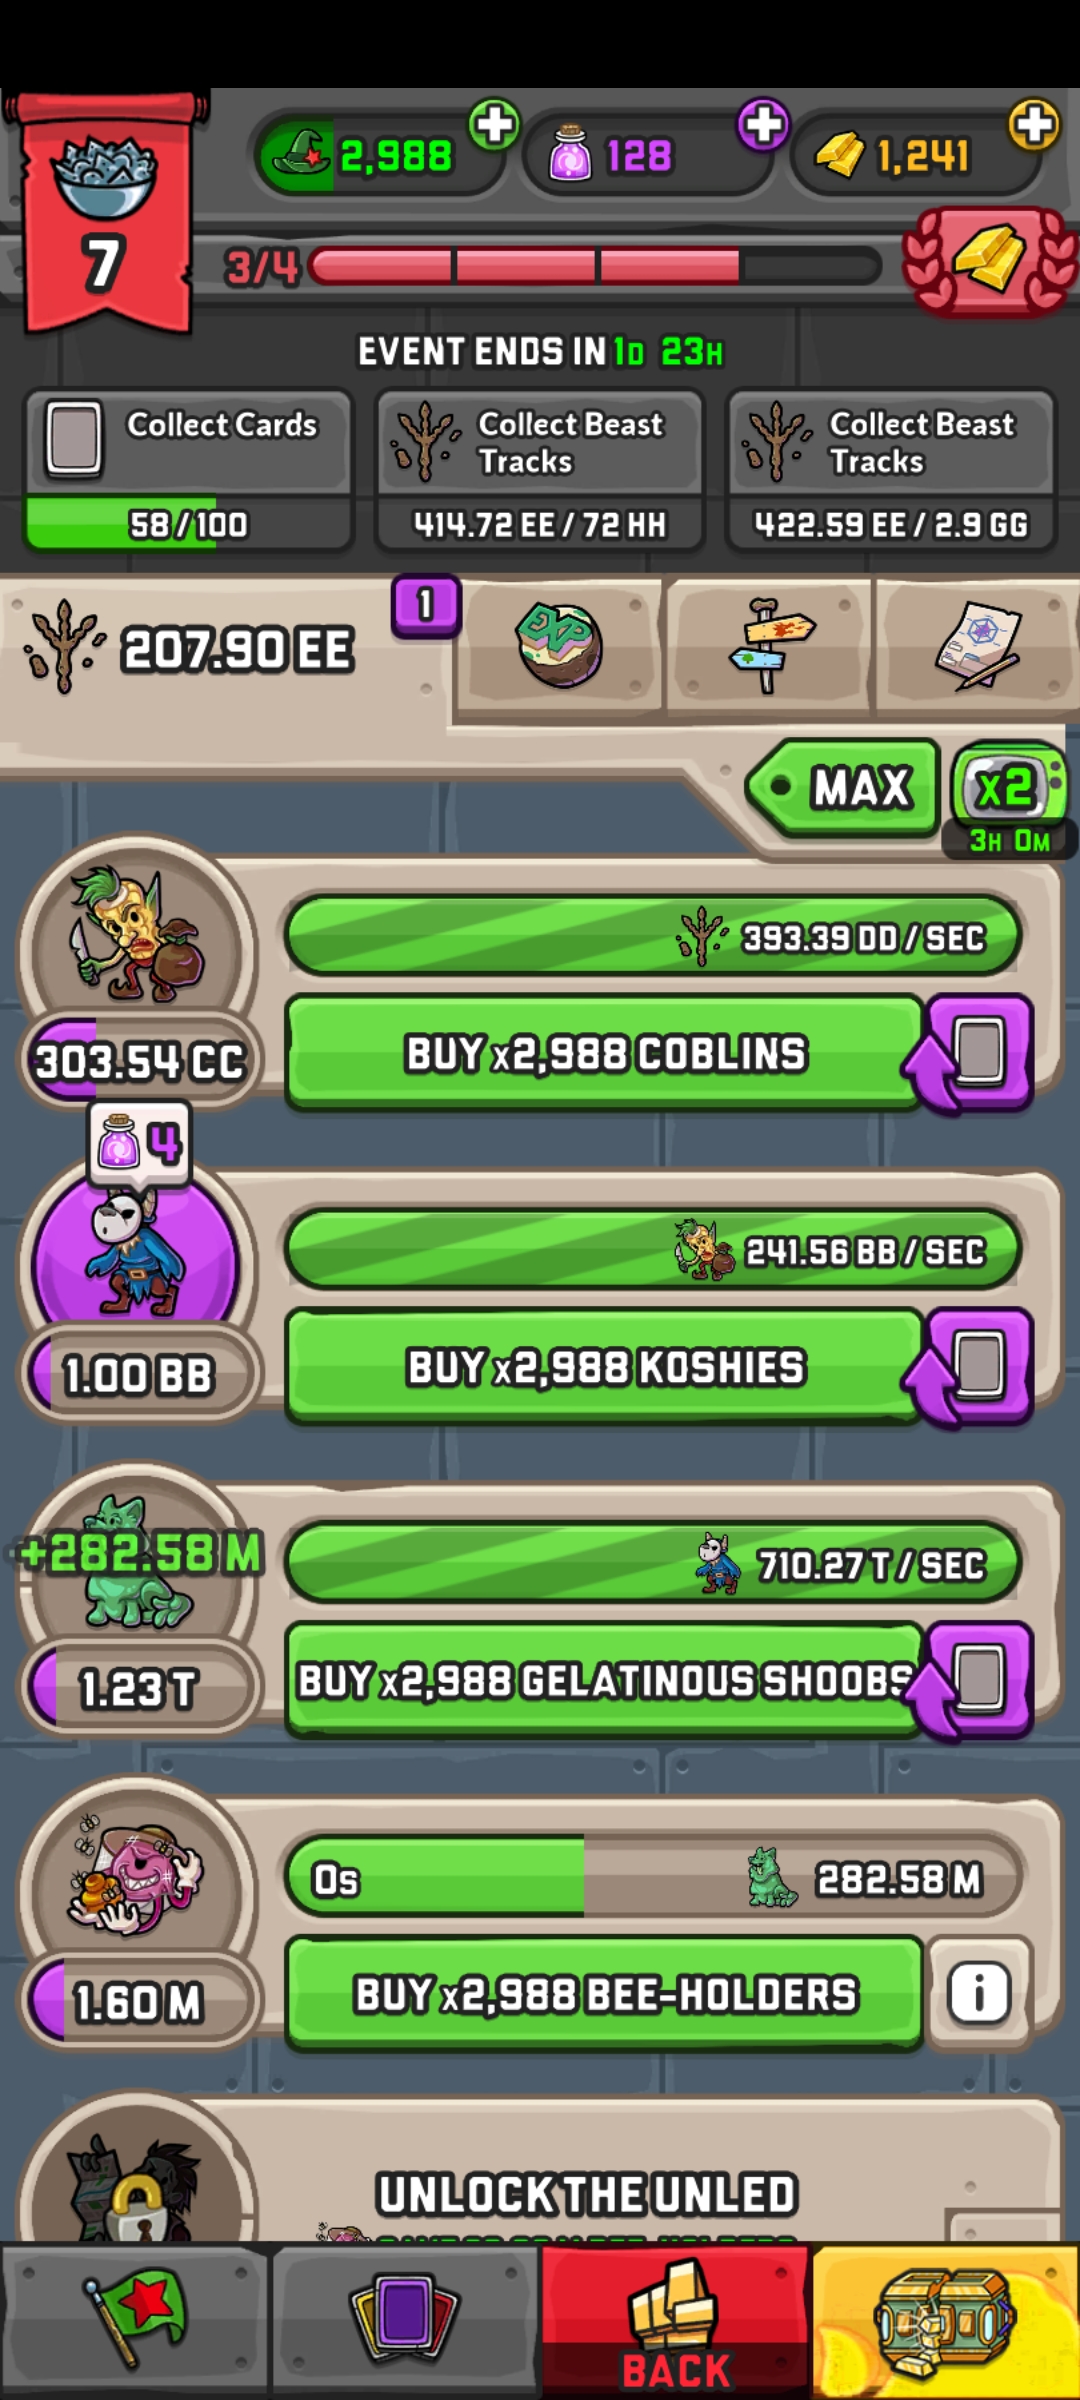 2,988
128
1,241
7
3/4
EVENT ENDS IN 1D 23H
Collect Cards
58/100
Collect Beast
Tracks
414.72 EE / 72 HH
Collect Beast
Tracks
422.59 EE / 2.9 GG
207.90 EE
1
EXP
MAX
x2
3H 0M
393.39 DD / SEC
303.54 CC
BUY x2,988 COBLINS
4
241.56 BB / SEC
1.00 BB
BUY x2,988 KOSHIES
+282.58 M
710.27 T / SEC
1.23 T
BUY x2,988 GELATINOUS SHOOBS
0s
282.58 M
1.60 M
BUY x2,988 BEE-HOLDERS
i
UNLOCK THE UNLED
BACK